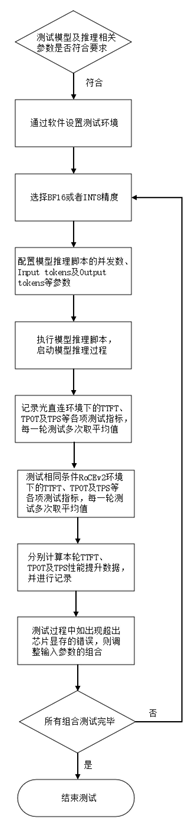 测试模型及推理相关
参数是否符合要求
符合
通过软件设置测试环境
选择BF16或者INT8精度
配置模型推理脚本的并发数、
Input tokens及Output
tokens等参数
执行模型推理脚本,
启动模型推理过程
记录光直连环境下的TTFT、
TPOT及TPS等各项测试指标,
每一轮测试多次取平均值
测试相同条件RoCEv2环境
下的TTFT、TPOT及TPS等
各项测试指标,每一轮测
试多次取平均值
分别计算本轮TTFT、
TPOT及TPS性能提升数据,
并进行记录
测试过程中如出现超出
芯片显存的错误,则调
整输入参数的组合
所有组合测试完毕
否
是
结束测试